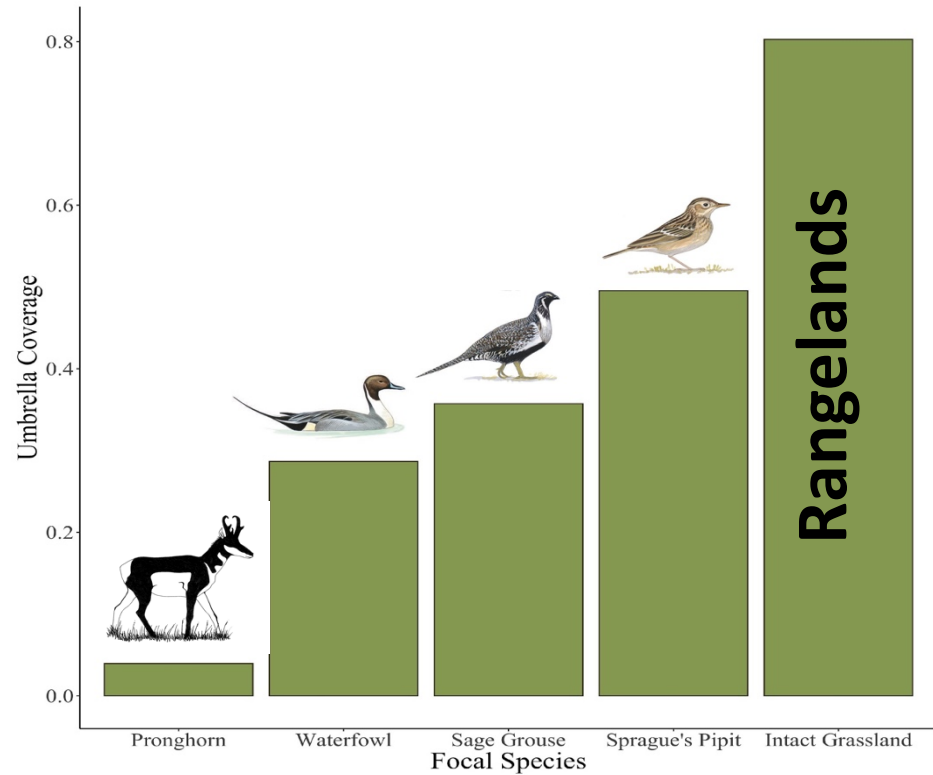 Umbrella Coverage
0.8
0.6
0.4
0.2
0.0
Rangelands
Pronghorn
Waterfowl
Sage Grouse
Sprague's Pipit
Intact Grassland
Focal Species